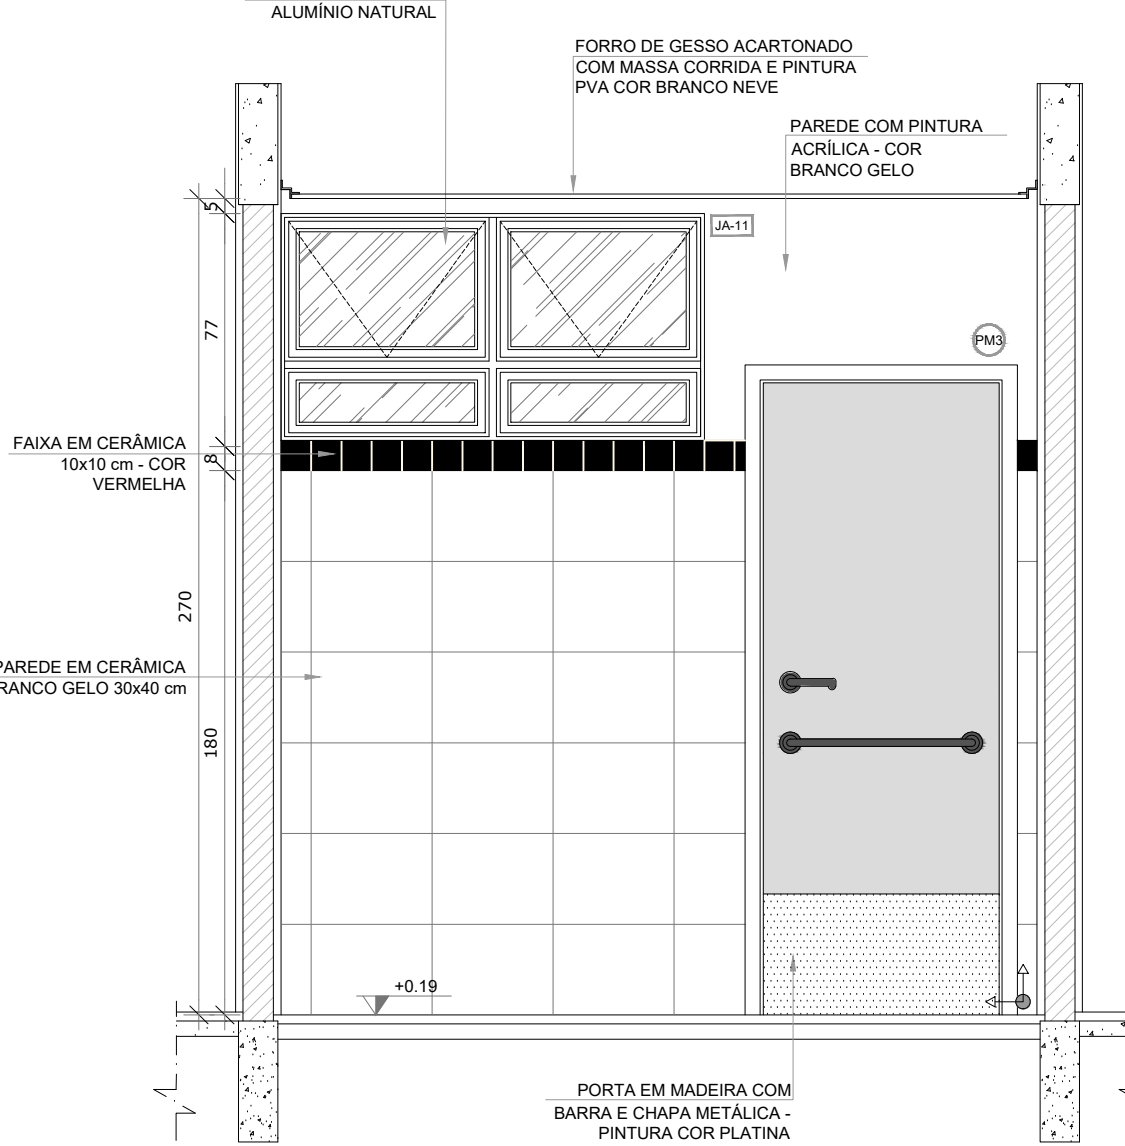 ALUMÍNIO NATURAL
FORRO DE GESSO ACARTONADO
COM MASSA CORRIDA E PINTURA
PVA COR BRANCO NEVE
PAREDE COM PINTURA
ACRÍLICA - COR
BRANCO GELO
5
JA-11
77
PM3
FAIXA EM CERÂMICA
10x10 cm - COR
VERMELHA
8
270
PAREDE EM CERÂMICA
BRANCO GELO 30x40 cm
180
+0.19
PORTA EM MADEIRA COM
BARRA E CHAPA METÁLICA -
PINTURA COR PLATINA